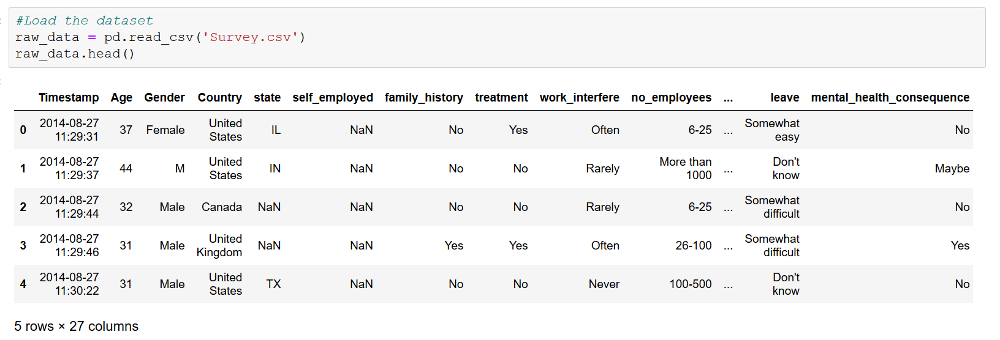 #Load the dataset
raw_data = pd.read_csv('Survey.csv')
raw_data.head()
Timestamp Age Gender Country state self_employed family_history treatment work_interfere no_employees ... leave mental_health_consequence
0 2014-08-27 11:29:31 37 Female United States IL NaN No Yes Often 6-25 ... Somewhat easy No
1 2014-08-27 11:29:37 44 M United States IN NaN No No Rarely More than 1000 ... Don't know Maybe
2 2014-08-27 11:29:44 32 Male Canada NaN NaN No No Rarely 6-25 ... Somewhat difficult No
3 2014-08-27 11:29:46 31 Male United Kingdom NaN NaN Yes Yes Often 26-100 ... Somewhat difficult Yes
4 2014-08-27 11:30:22 31 Male United States TX NaN No No Never 100-500 ... Don't know No
5 rows × 27 columns